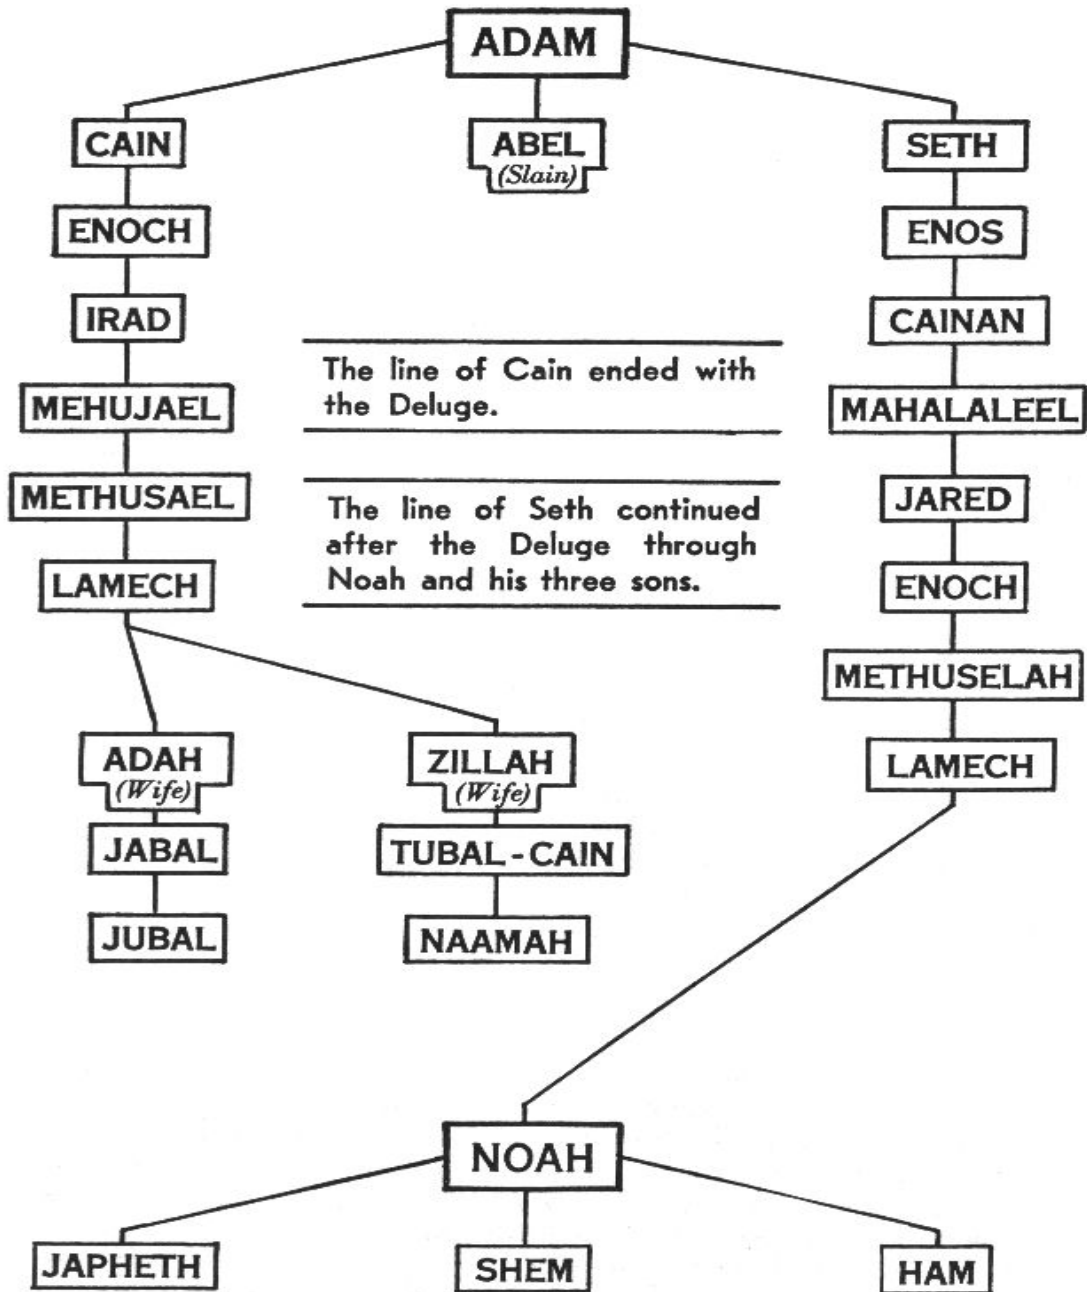 ADAM
CAIN
ABEL
(Slain)
SETH
ENOCH
ENOS
IRAD
CAINAN
The line of Cain ended with
the Deluge.
MEHUJAEL
MAHALALEEL
METHUSAEL
JARED
The line of Seth continued
after the Deluge through
Noah and his three sons.
LAMECH
ENOCH
METHUSELAH
ADAH
(Wife)
ZILLAH
(Wife)
LAMECH
JABAL
TUBAL-CAIN
JUBAL
NAAMAH
NOAH
JAPHETH
SHEM
HAM